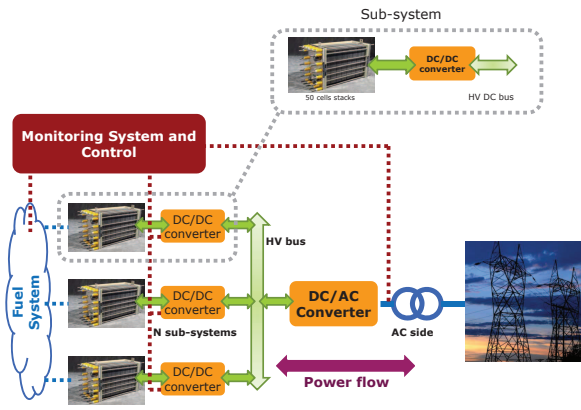 Sub-system
DC/DC
converter
50 cells stacks
HV DC bus
Monitoring System and
Control
DC/DC
converter
HV bus
Fuel
System
DC/DC
converter
DC/AC
Converter
N sub-systems
AC side
DC/DC
converter
Power flow